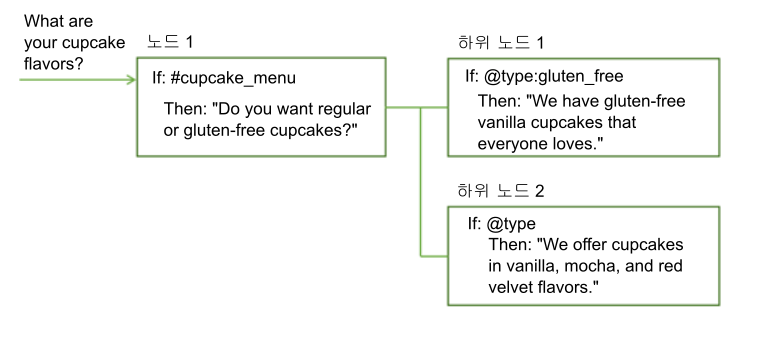 What are
your cupcake
flavors?
노드 1
If: #cupcake_menu
Then: "Do you want regular
or gluten-free cupcakes?"
하위 노드 1
If: @type:gluten_free
Then: "We have gluten-free
vanilla cupcakes that
everyone loves."
하위 노드 2
If: @type
Then: "We offer cupcakes
in vanilla, mocha, and red
velvet flavors."